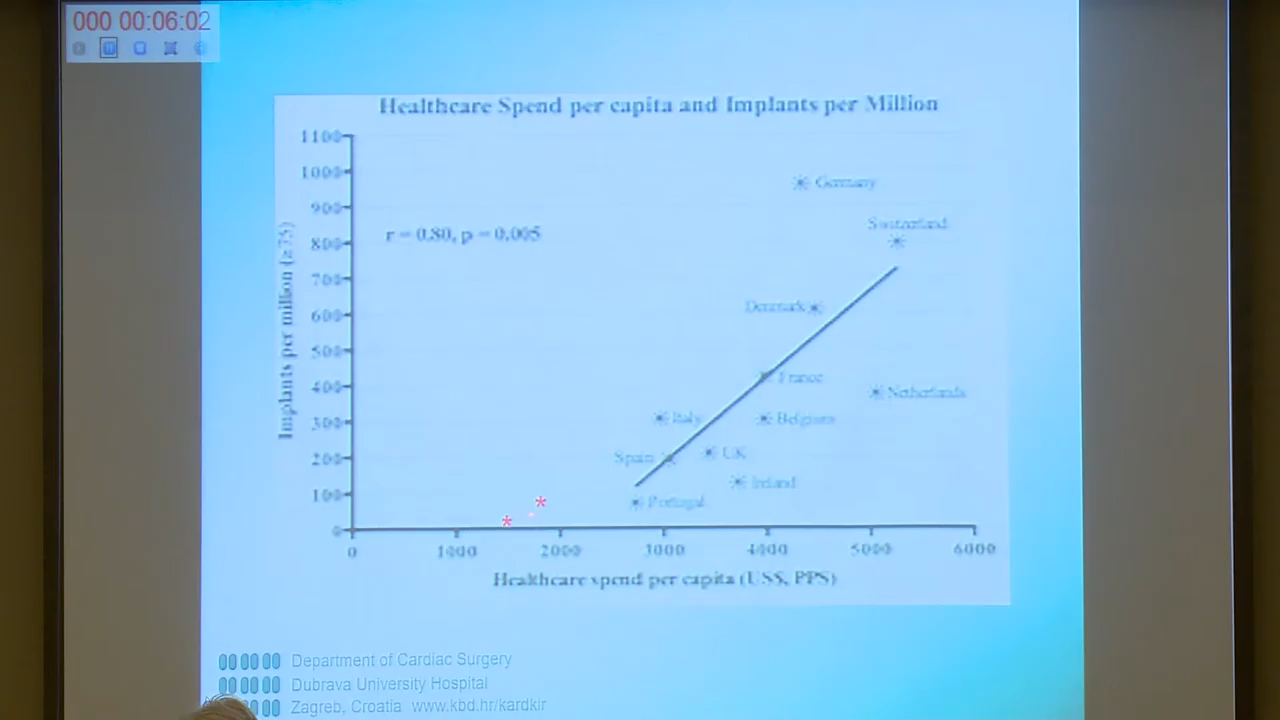 000 00:06:02
Healthcare Spend per capita and Implants per Million
1100
1000
900
800
700
600
500
400
300
200
100
0
Implants per million (≥75)
r = 0.80, p = 0.005
Germany
Switzerland
Denmark
France
Netherlands
Italy
Belgium
Spain
UK
Ireland
Portugal
0 1000 2000 3000 4000 5000 6000
Healthcare spend per capita (US$, PPS)
Department of Cardiac Surgery
Dubrava University Hospital
Zagreb, Croatia www.kbd.hr/kardkir